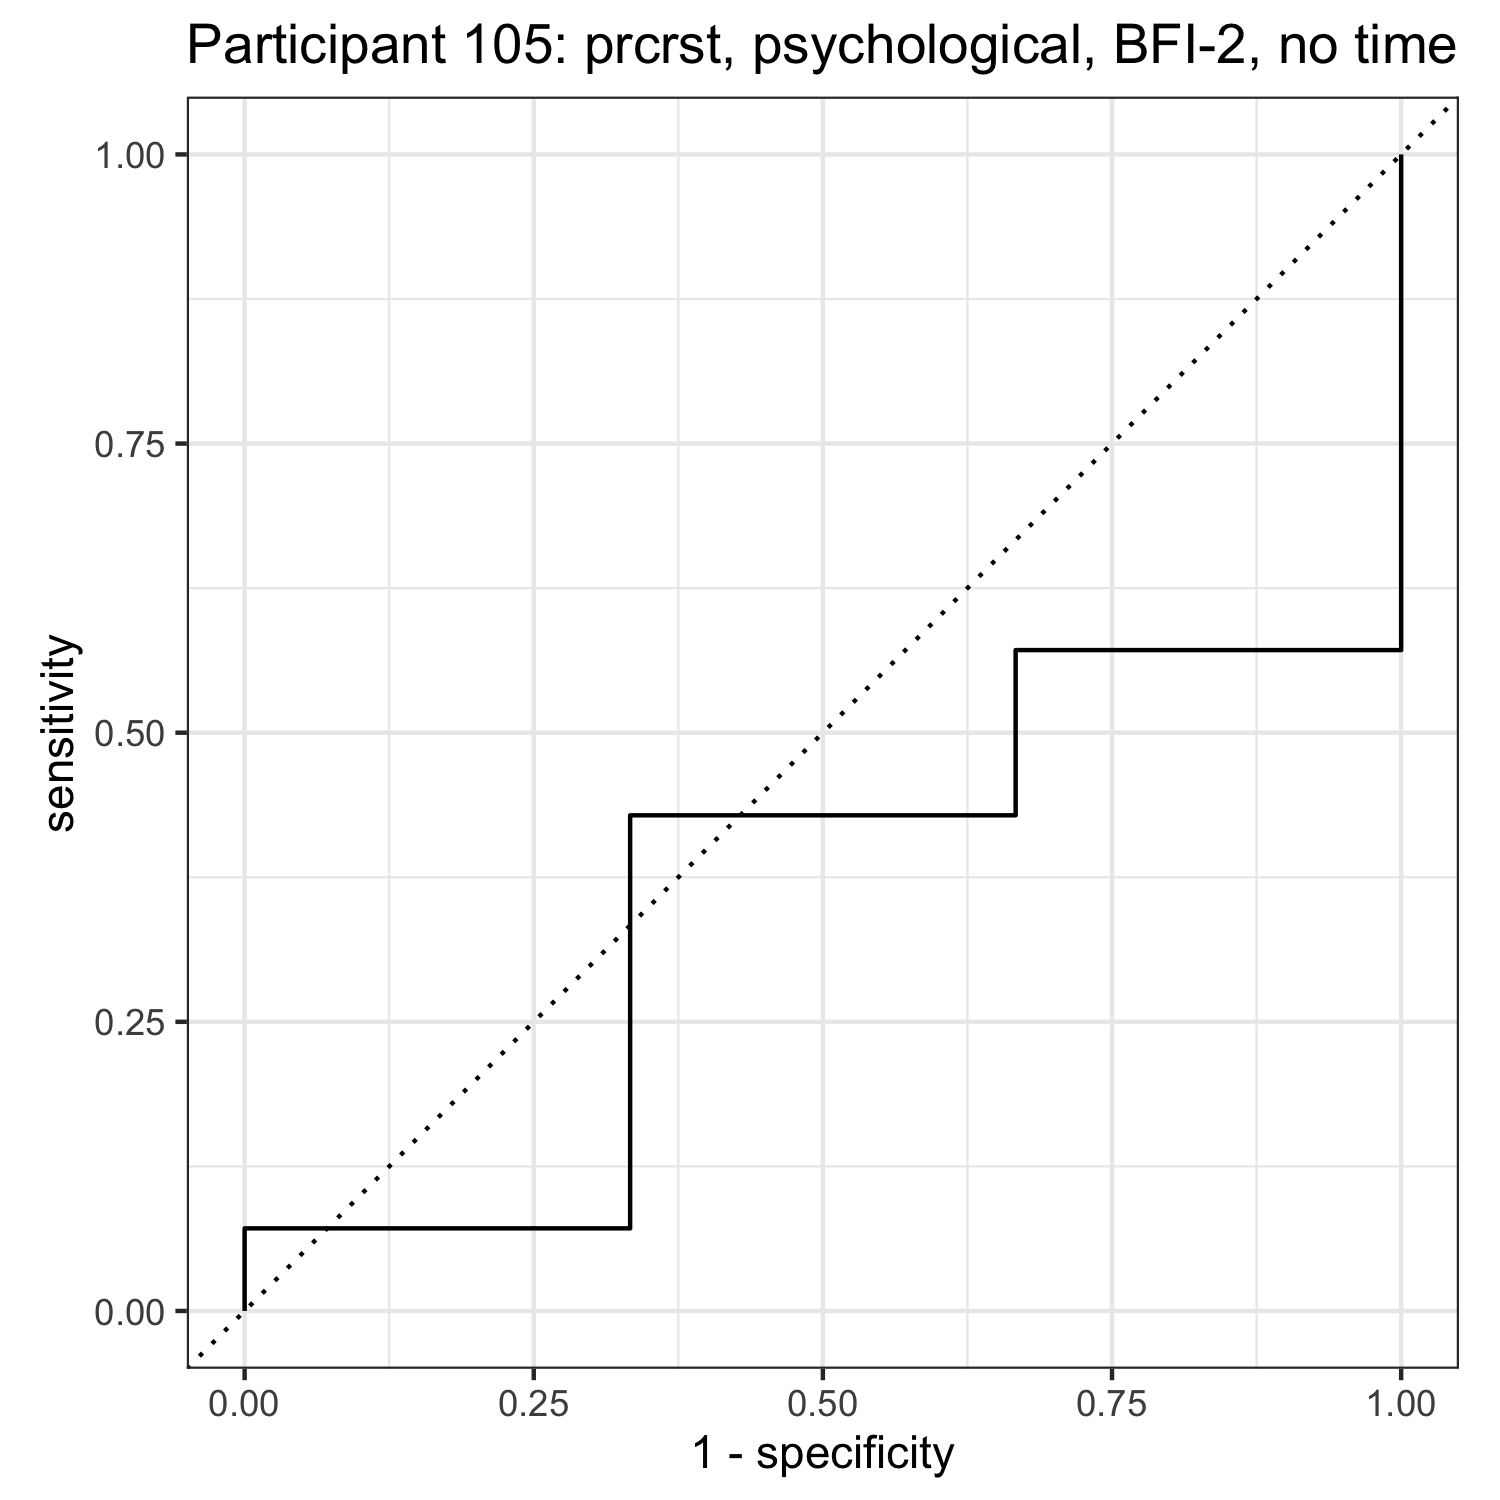 Participant 105: prcrst, psychological, BFI-2, no time
1.00
0.75
0.50
0.25
0.00
sensitivity
0.00 0.25 0.50 0.75 1.00
1 - specificity